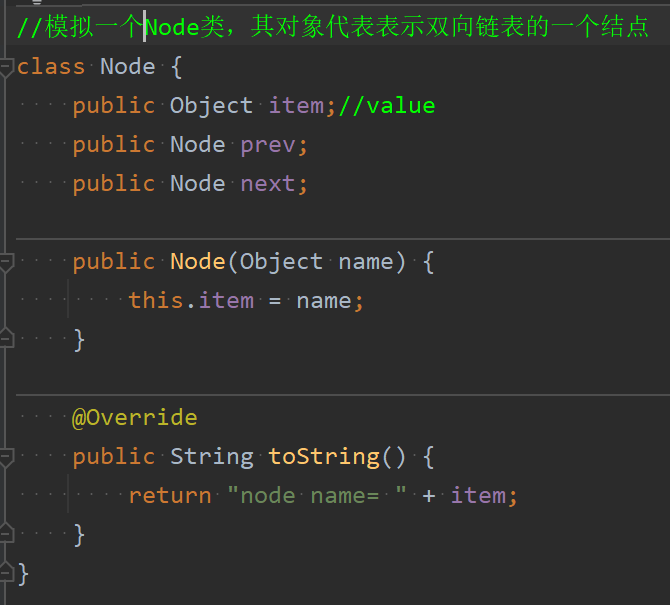 //模拟一个Node类，其对象代表表示双向链表的一个结点
class Node {
    public Object item;//value
    public Node prev;
    public Node next;
    public Node(Object name) {
        this.item = name;
    }
    @Override
    public String toString() {
        return "node name= " + item;
    }
}